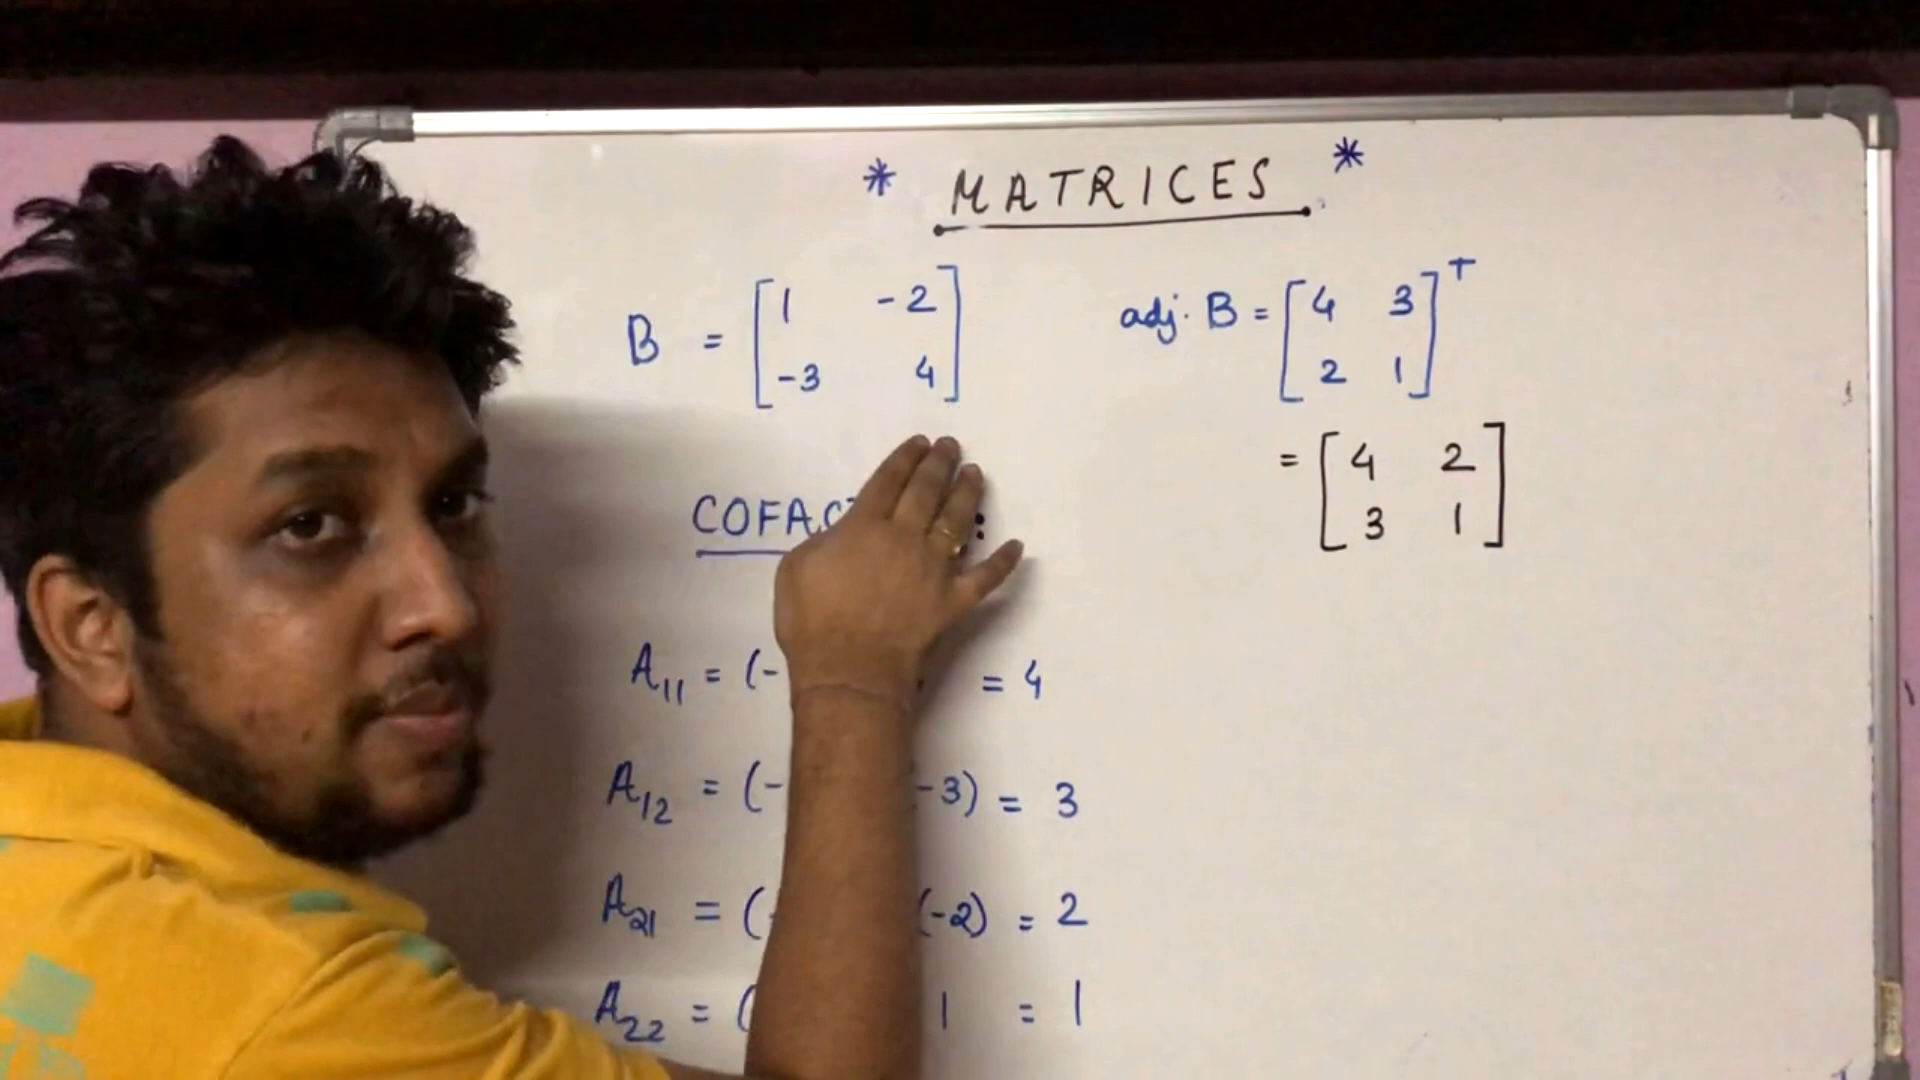 * MATRICES *
B = [1 -2
-3 4]
COFAC :
A11 = (- = 4
A12 = (- -3) = 3
A21 = (- (-2) = 2
A22 = ( 1 = 1
adj. B = [4 3
2 1]T
= [4 2
3 1]